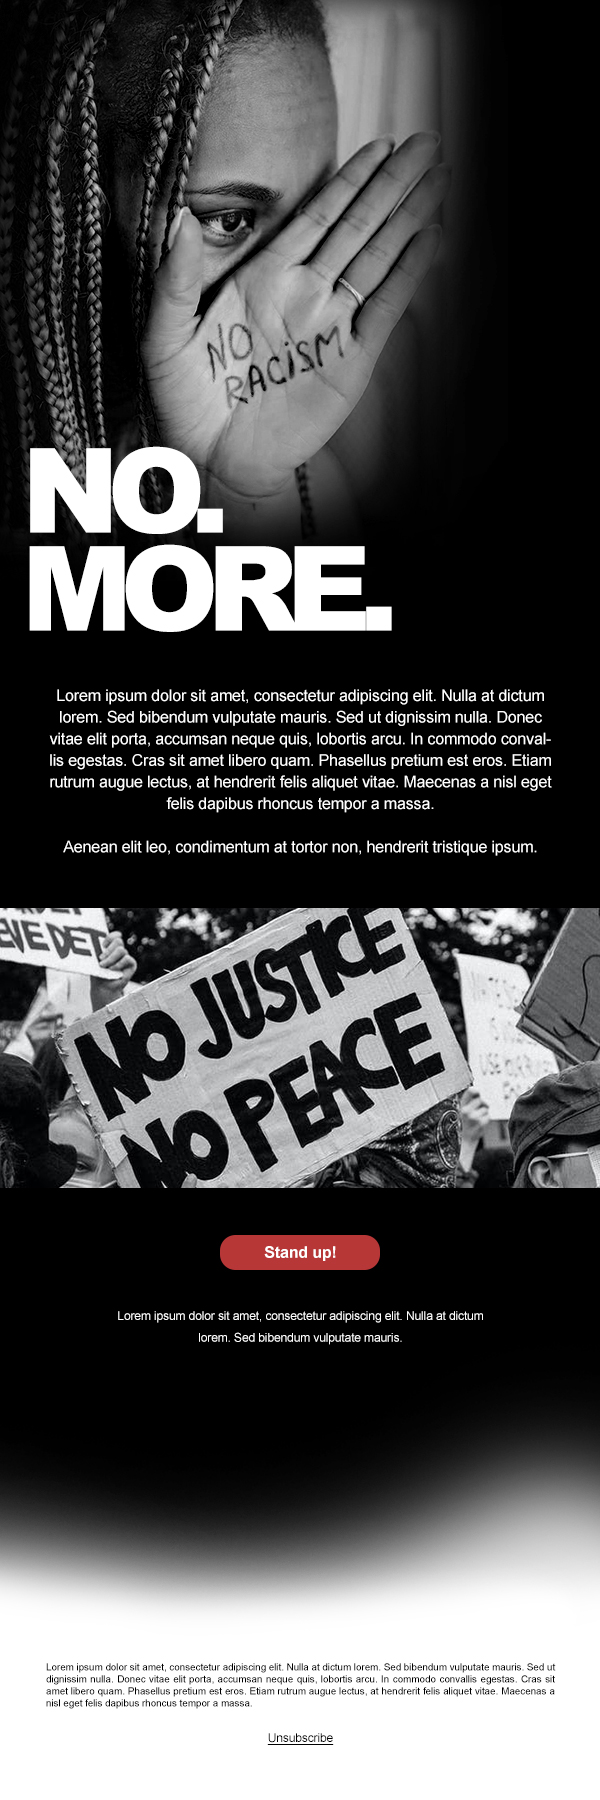 NO
RACISM
NO.
MORE.
Lorem ipsum dolor sit amet, consectetur adipiscing elit. Nulla at dictum
lorem. Sed bibendum vulputate mauris. Sed ut dignissim nulla. Donec
vitae elit porta, accumsan neque quis, lobortis arcu. In commodo conval-
lis egestas. Cras sit amet libero quam. Phasellus pretium est eros. Etiam
rutrum augue lectus, at hendrerit felis aliquet vitae. Maecenas a nisl eget
felis dapibus rhoncus tempor a massa.
Aenean elit leo, condimentum at tortor non, hendrerit tristique ipsum.
NO JUSTICE
NO PEACE
Stand up!
Lorem ipsum dolor sit amet, consectetur adipiscing elit. Nulla at dictum
lorem. Sed bibendum vulputate mauris.
Lorem ipsum dolor sit amet, consectetur adipiscing elit. Nulla at dictum lorem. Sed bibendum vulputate mauris. Sed ut
dignissim nulla. Donec vitae elit porta, accumsan neque quis, lobortis arcu. In commodo convallis egestas. Cras sit
amet libero quam. Phasellus pretium est eros. Etiam rutrum augue lectus, at hendrerit felis aliquet vitae. Maecenas a
nisl eget felis dapibus rhoncus tempor a massa.
Unsubscribe